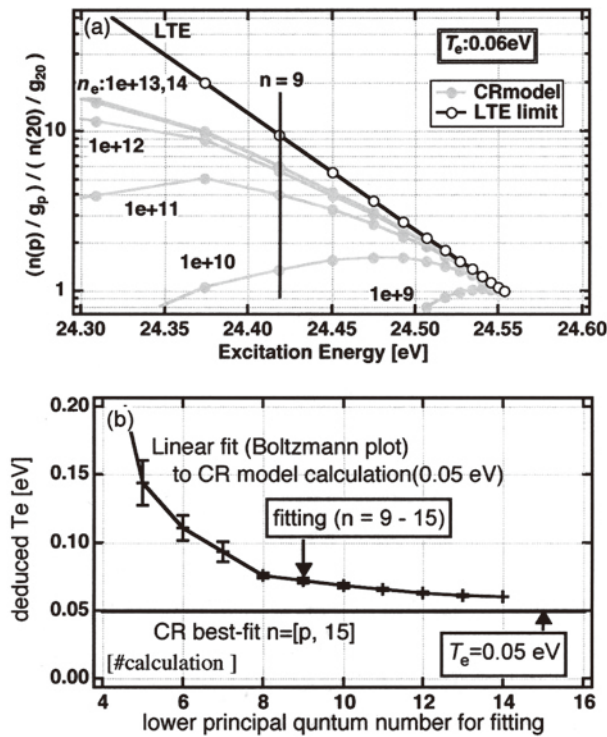 (a)
LTE
Te:0.06eV
ne:1e+13,14
n = 9
CRmodel
LTE limit
1e+12
1e+11
1e+10
1e+9
(n(p) / gp) / ( n(20) / g20)
10
1
24.30 24.35 24.40 24.45 24.50 24.55 24.60
Excitation Energy [eV]
(b)
Linear fit (Boltzmann plot)
to CR model calculation(0.05 eV)
fitting (n = 9 - 15)
CR best-fit n=[p, 15]
[#calculation ]
Te=0.05 eV
deduced Te [eV]
0.20
0.15
0.10
0.05
0.00
4 6 8 10 12 14 16
lower principal quntum number for fitting